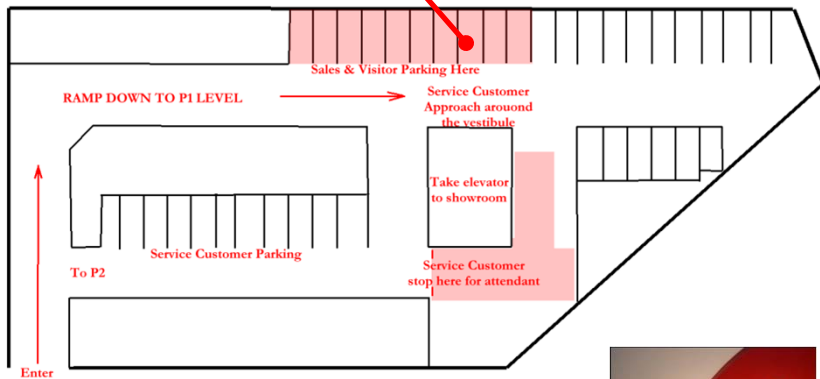 Sales & Visitor Parking Here
RAMP DOWN TO P1 LEVEL
Service Customer
Approach arouond
the vestibule
Take elevator
to showroom
Service Customer Parking
To P2
Service Customer
stop here for attendant
Enter